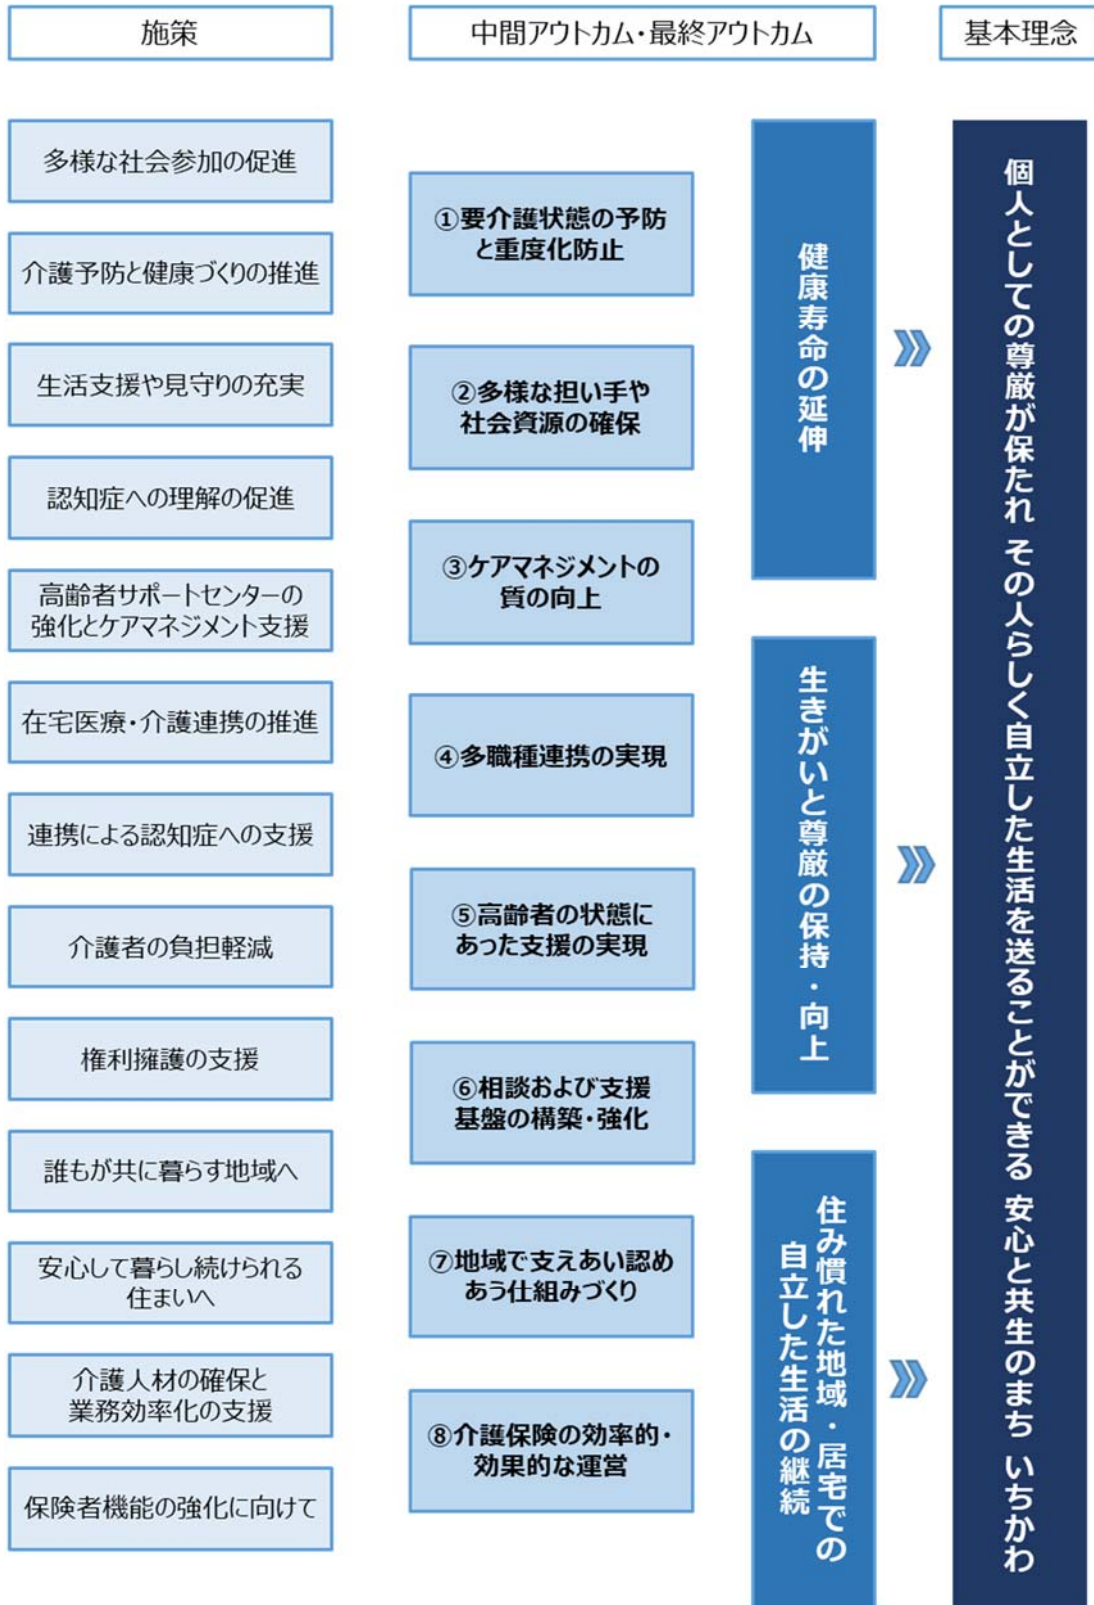 施策
中間アウトカム・最終アウトカム
基本理念
多様な社会参加の促進
介護予防と健康づくりの推進
生活支援や見守りの充実
認知症への理解の促進
高齢者サポートセンターの
強化とケアマネジメント支援
在宅医療・介護連携の推進
連携による認知症への支援
介護者の負担軽減
権利擁護の支援
誰もが共に暮らす地域へ
安心して暮らし続けられる
住まいへ
介護人材の確保と
業務効率化の支援
保険者機能の強化に向けて
①要介護状態の予防
と重度化防止
②多様な担い手や
社会資源の確保
③ケアマネジメントの
質の向上
④多職種連携の実現
⑤高齢者の状態に
あった支援の実現
⑥相談および支援
基盤の構築・強化
⑦地域で支えあい認め
あう仕組みづくり
⑧介護保険の効率的・
効果的な運営
健康寿命の延伸
生きがいと尊厳の保持・向上
住み慣れた地域・居宅での
自立した生活の継続
個人としての尊厳が保たれ その人らしく自立した生活を送ることができる 安心と共生のまち いちかわ